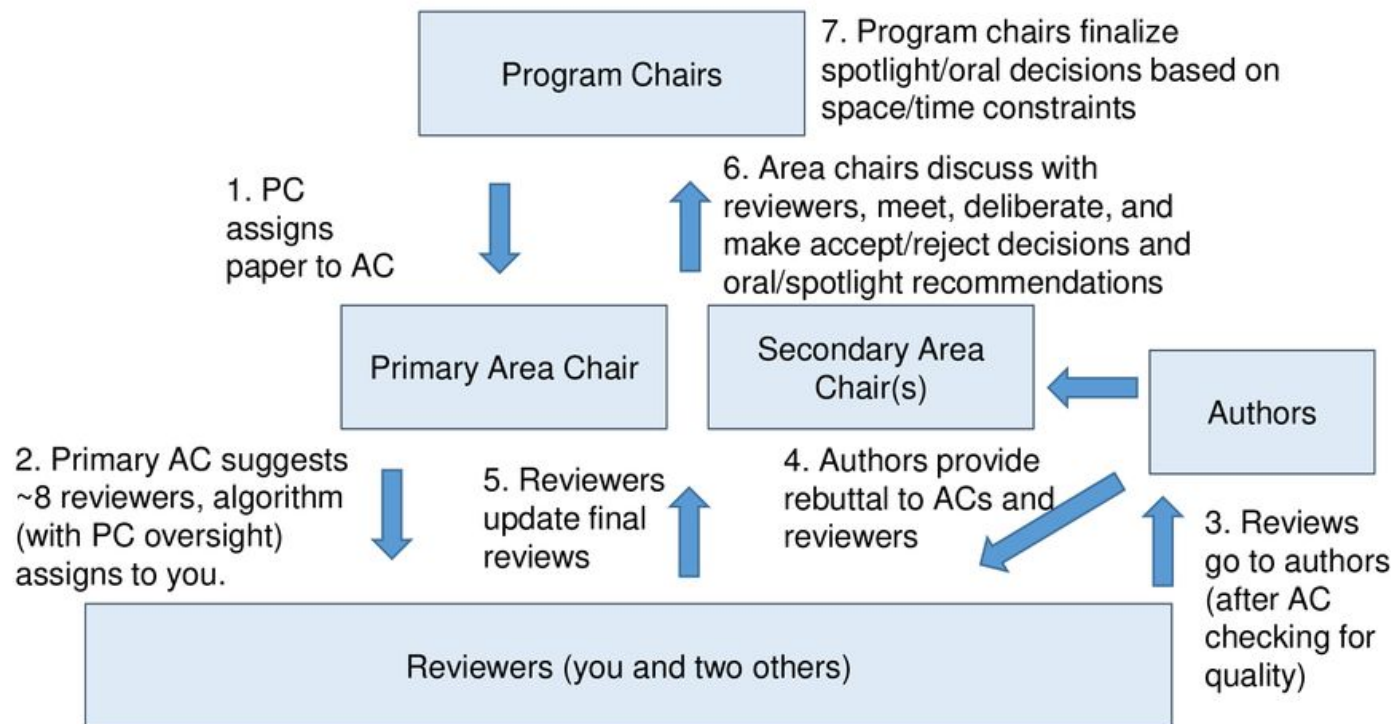 Program Chairs
7. Program chairs finalize
spotlight/oral decisions based on
space/time constraints
1. PC
assigns
paper to AC
6. Area chairs discuss with
reviewers, meet, deliberate, and
make accept/reject decisions and
oral/spotlight recommendations
Primary Area Chair
Secondary Area
Chair(s)
Authors
2. Primary AC suggests
~8 reviewers, algorithm
(with PC oversight)
assigns to you.
5. Reviewers
update final
reviews
4. Authors provide
rebuttal to ACs and
reviewers
3. Reviews
go to authors
(after AC
checking for
quality)
Reviewers (you and two others)